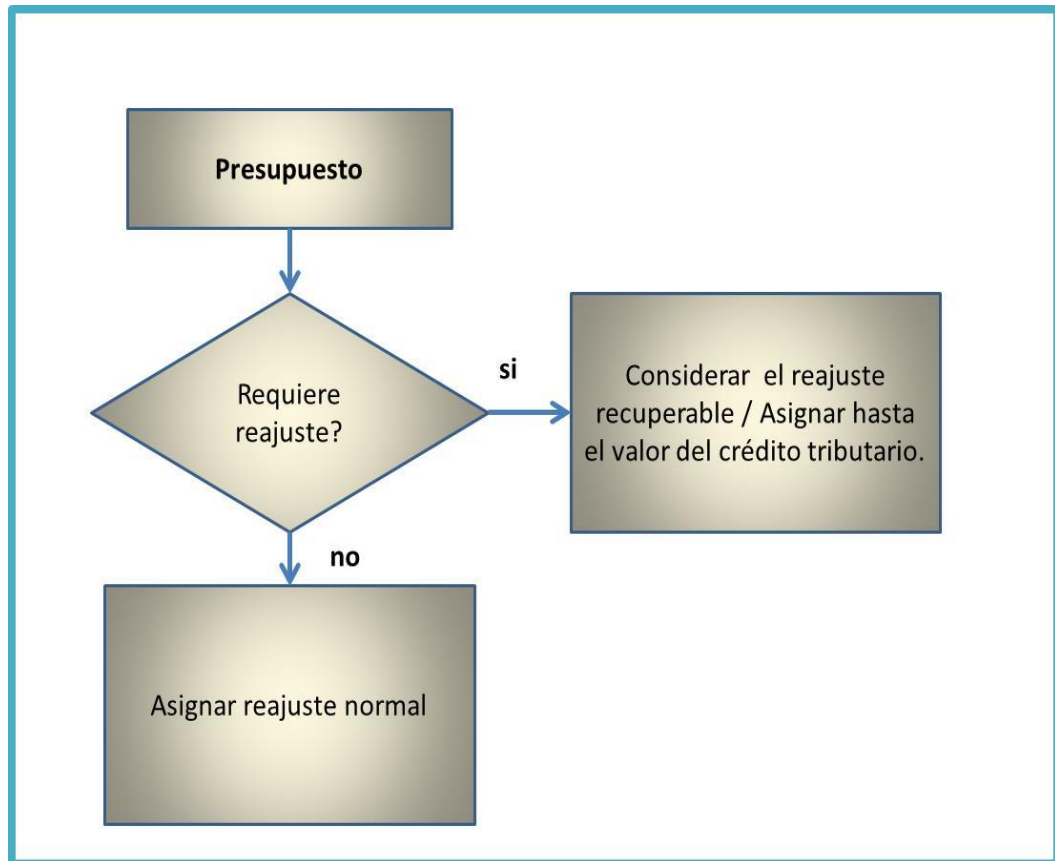 Presupuesto
Requiere
reajuste?
si
Considerar el reajuste
recuperable / Asignar hasta
el valor del crédito tributario.
no
Asignar reajuste normal